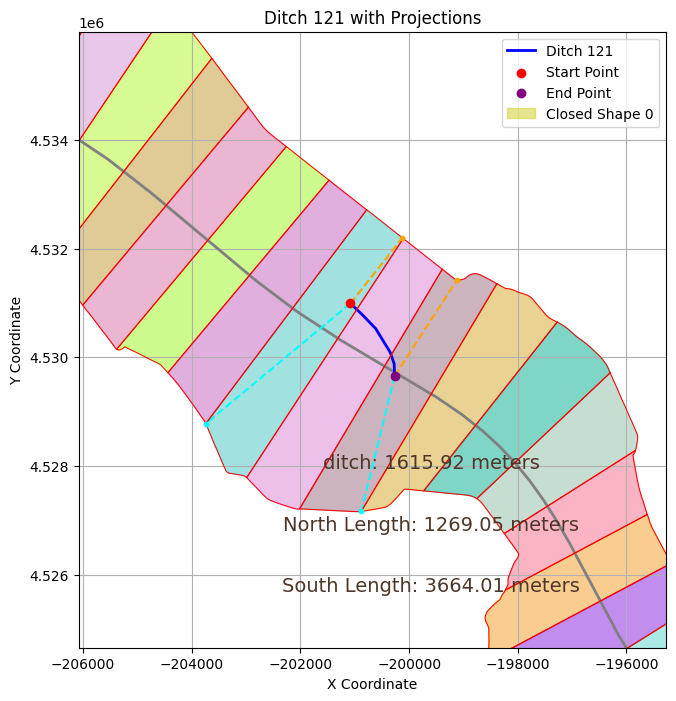 Ditch 121 with Projections
1e6
Ditch 121
Start Point
End Point
Closed Shape 0
4.534
4.532
4.530
4.528
4.526
Y Coordinate
ditch: 1615.92 meters
North Length: 1269.05 meters
South Length: 3664.01 meters
−206000 −204000 −202000 −200000 −198000 −196000
X Coordinate